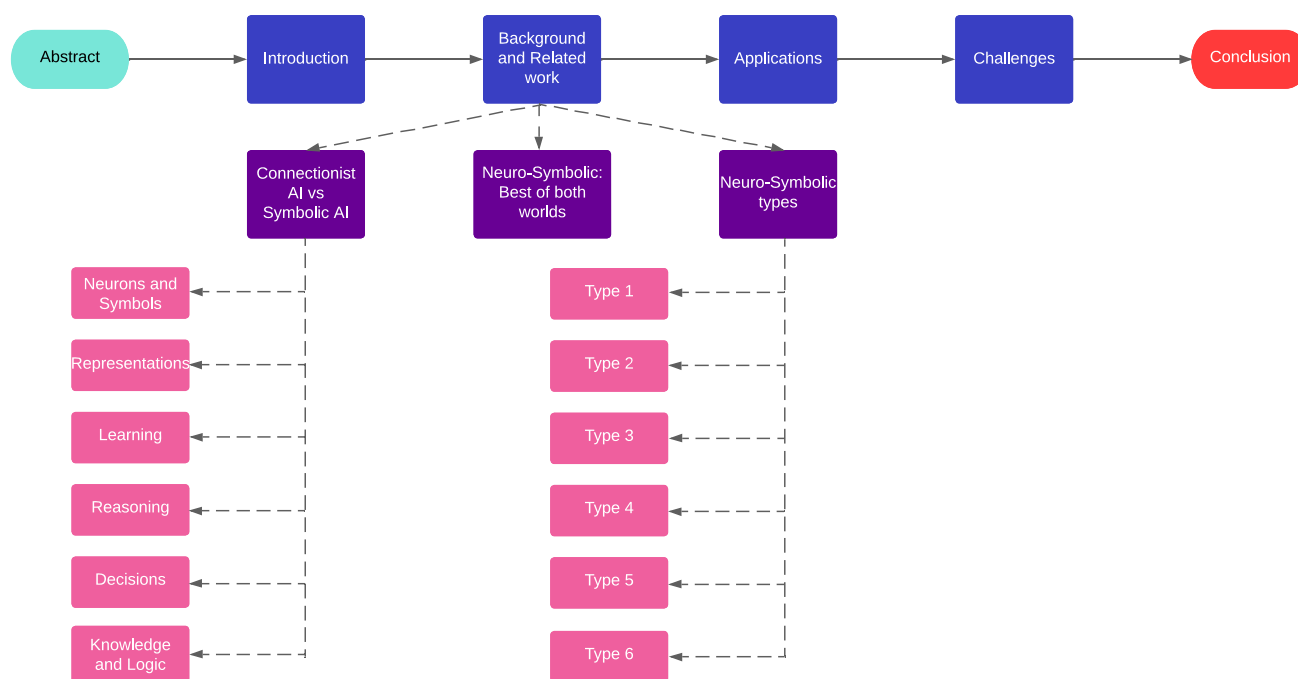 Abstract
Introduction
Background
and Related
work
Applications
Challenges
Conclusion
Connectionist
AI vs
Symbolic AI
Neuro-Symbolic:
Best of both
worlds
Neuro-Symbolic
types
Neurons and
Symbols
Representations
Learning
Reasoning
Decisions
Knowledge
and Logic
Type 1
Type 2
Type 3
Type 4
Type 5
Type 6